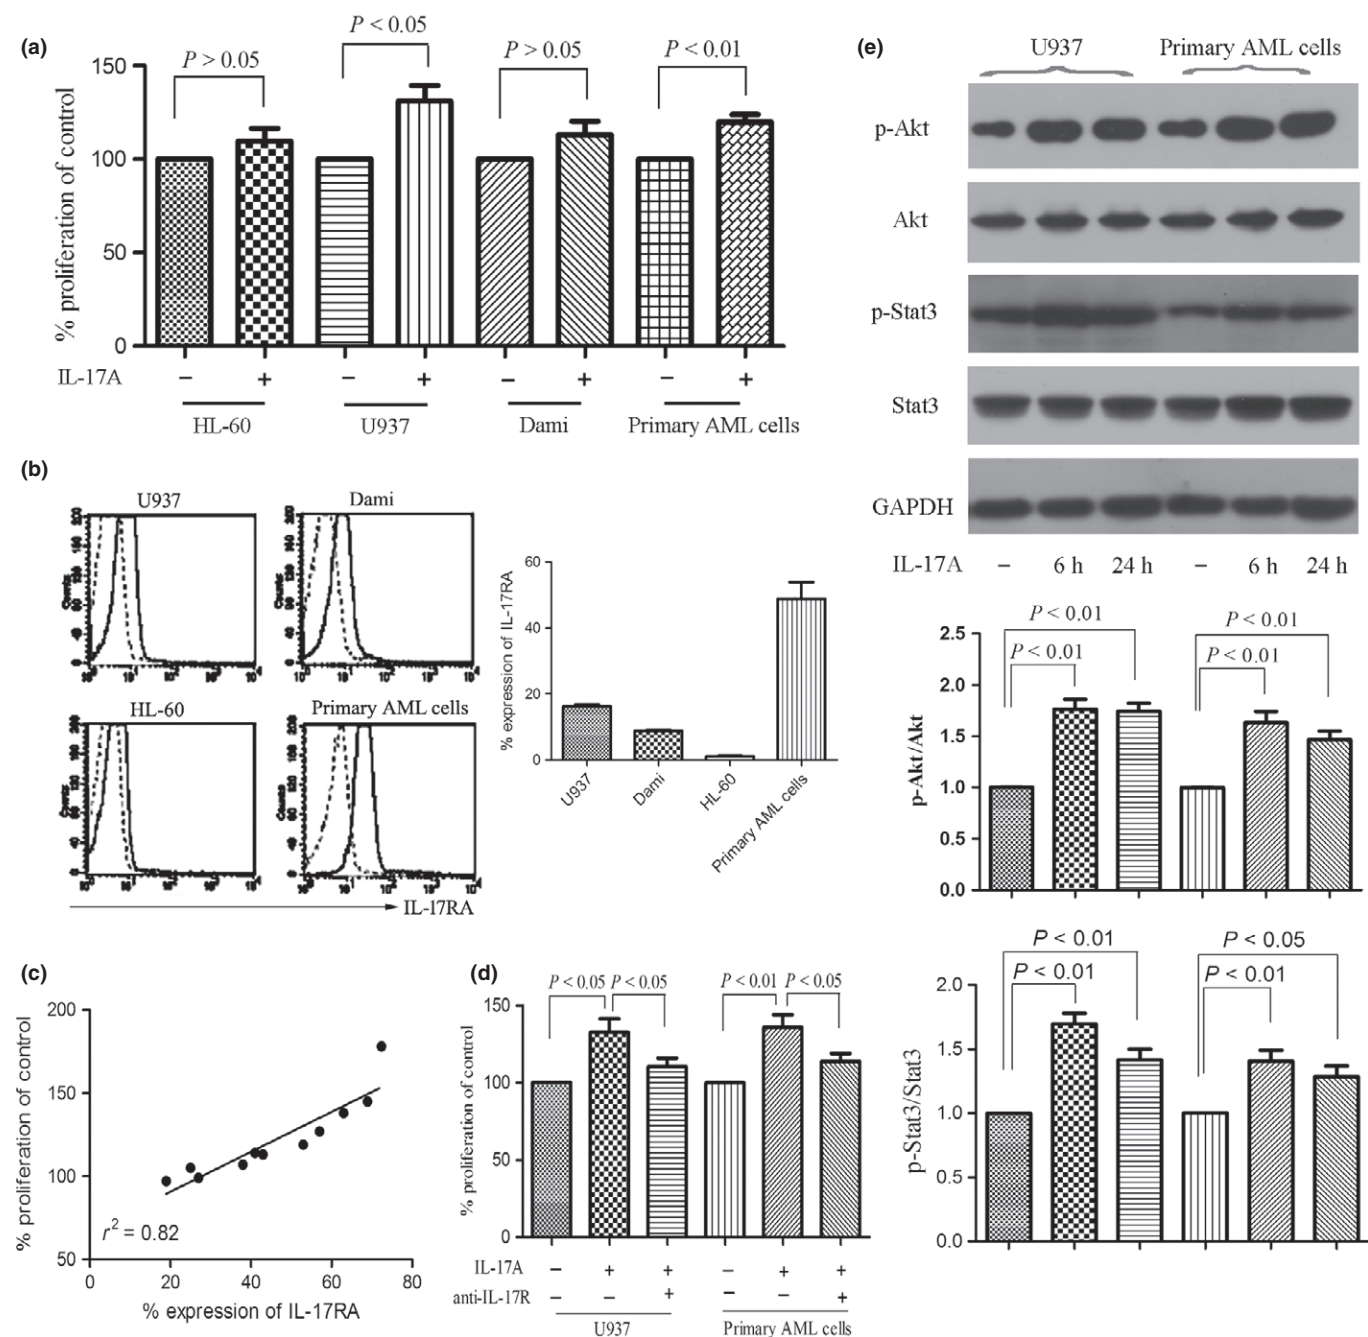 (a)
P > 0.05
P < 0.05
P > 0.05
P < 0.01
% proliferation of control
150
100
50
0
IL-17A − + − + − + − +
HL-60 U937 Dami Primary AML cells
(b)
U937 Dami
HL-60 Primary AML cells
Counts
IL-17RA
% expression of IL-17RA
60
40
20
0
U937 Dami HL-60 Primary AML cells
(c)
% proliferation of control
200
150
100
50
r² = 0.82
0 20 40 60 80
% expression of IL-17RA
(d)
P < 0.05 P < 0.05 P < 0.01 P < 0.05
% proliferation of control
150
100
50
0
IL-17A − + + − + +
anti-IL-17R − − + − − +
U937 Primary AML cells
(e)
U937 Primary AML cells
p-Akt
Akt
p-Stat3
Stat3
GAPDH
IL-17A − 6 h 24 h − 6 h 24 h
P < 0.01 P < 0.01
P < 0.01 P < 0.01
p-Akt/Akt
2.5
2.0
1.5
1.0
0.5
0.0
P < 0.01 P < 0.05
P < 0.01 P < 0.01
p-Stat3/Stat3
2.0
1.5
1.0
0.5
0.0